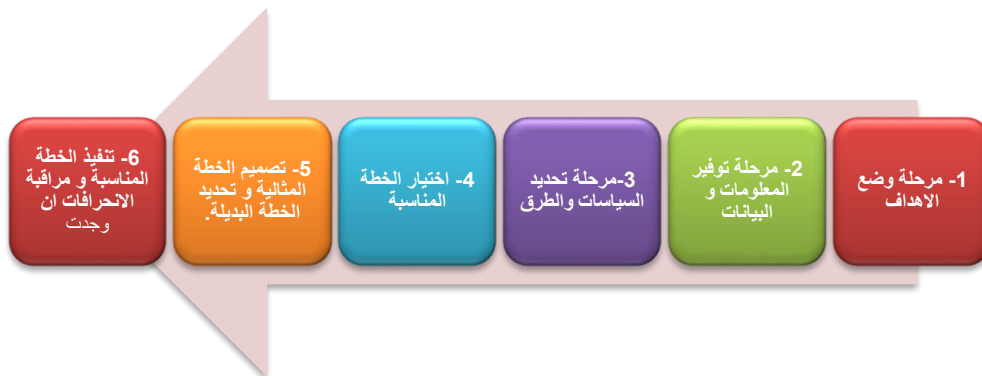 1- مرحلة وضع
الاهداف
2- مرحلة توفير
المعلومات و
البيانات
3-مرحلة تحديد
السياسات والطرق
4- اختيار الخطة
المناسبة
5- تصميم الخطة
المثالية و تحديد
الخطة البديلة.
6- تنفيذ الخطة
المناسبة و مراقبة
الانحرافات ان
وجدت